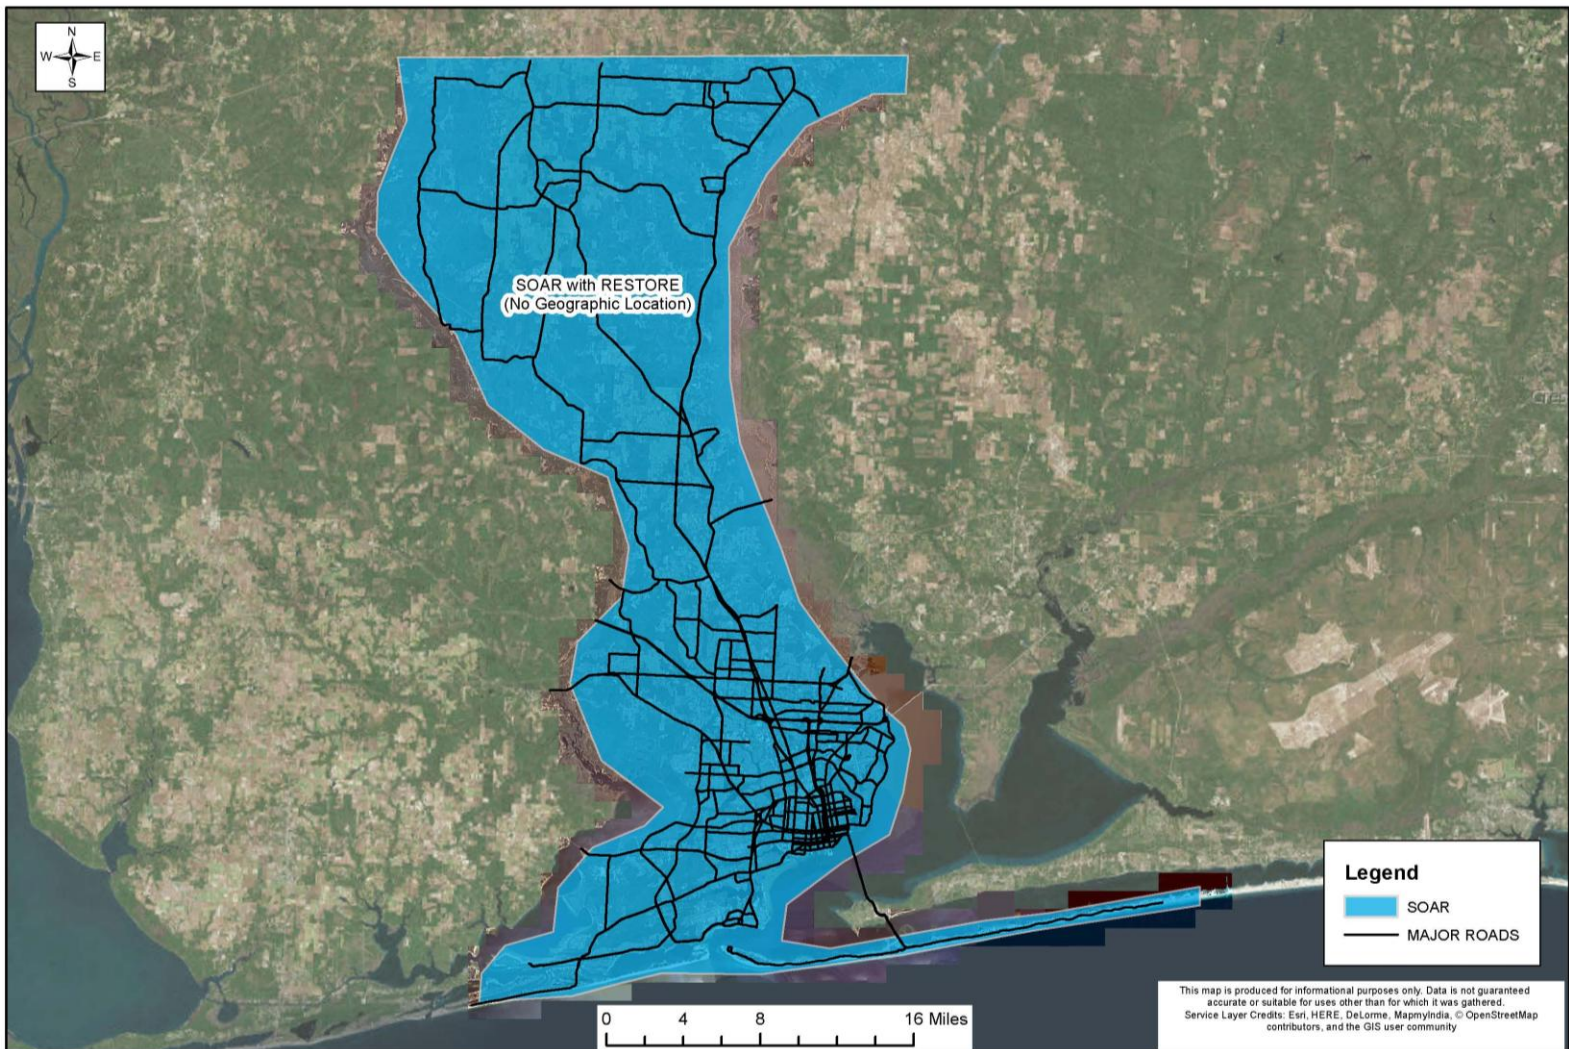 N
W E
S
SOAR with RESTORE
(No Geographic Location)
Legend
SOAR
MAJOR ROADS
0 4 8 16 Miles
This map is produced for informational purposes only. Data is not guaranteed
accurate or suitable for uses other than for which it was gathered.
Service Layer Credits: Esri, HERE, DeLorme, MapmyIndia, © OpenStreetMap
contributors, and the GIS user community